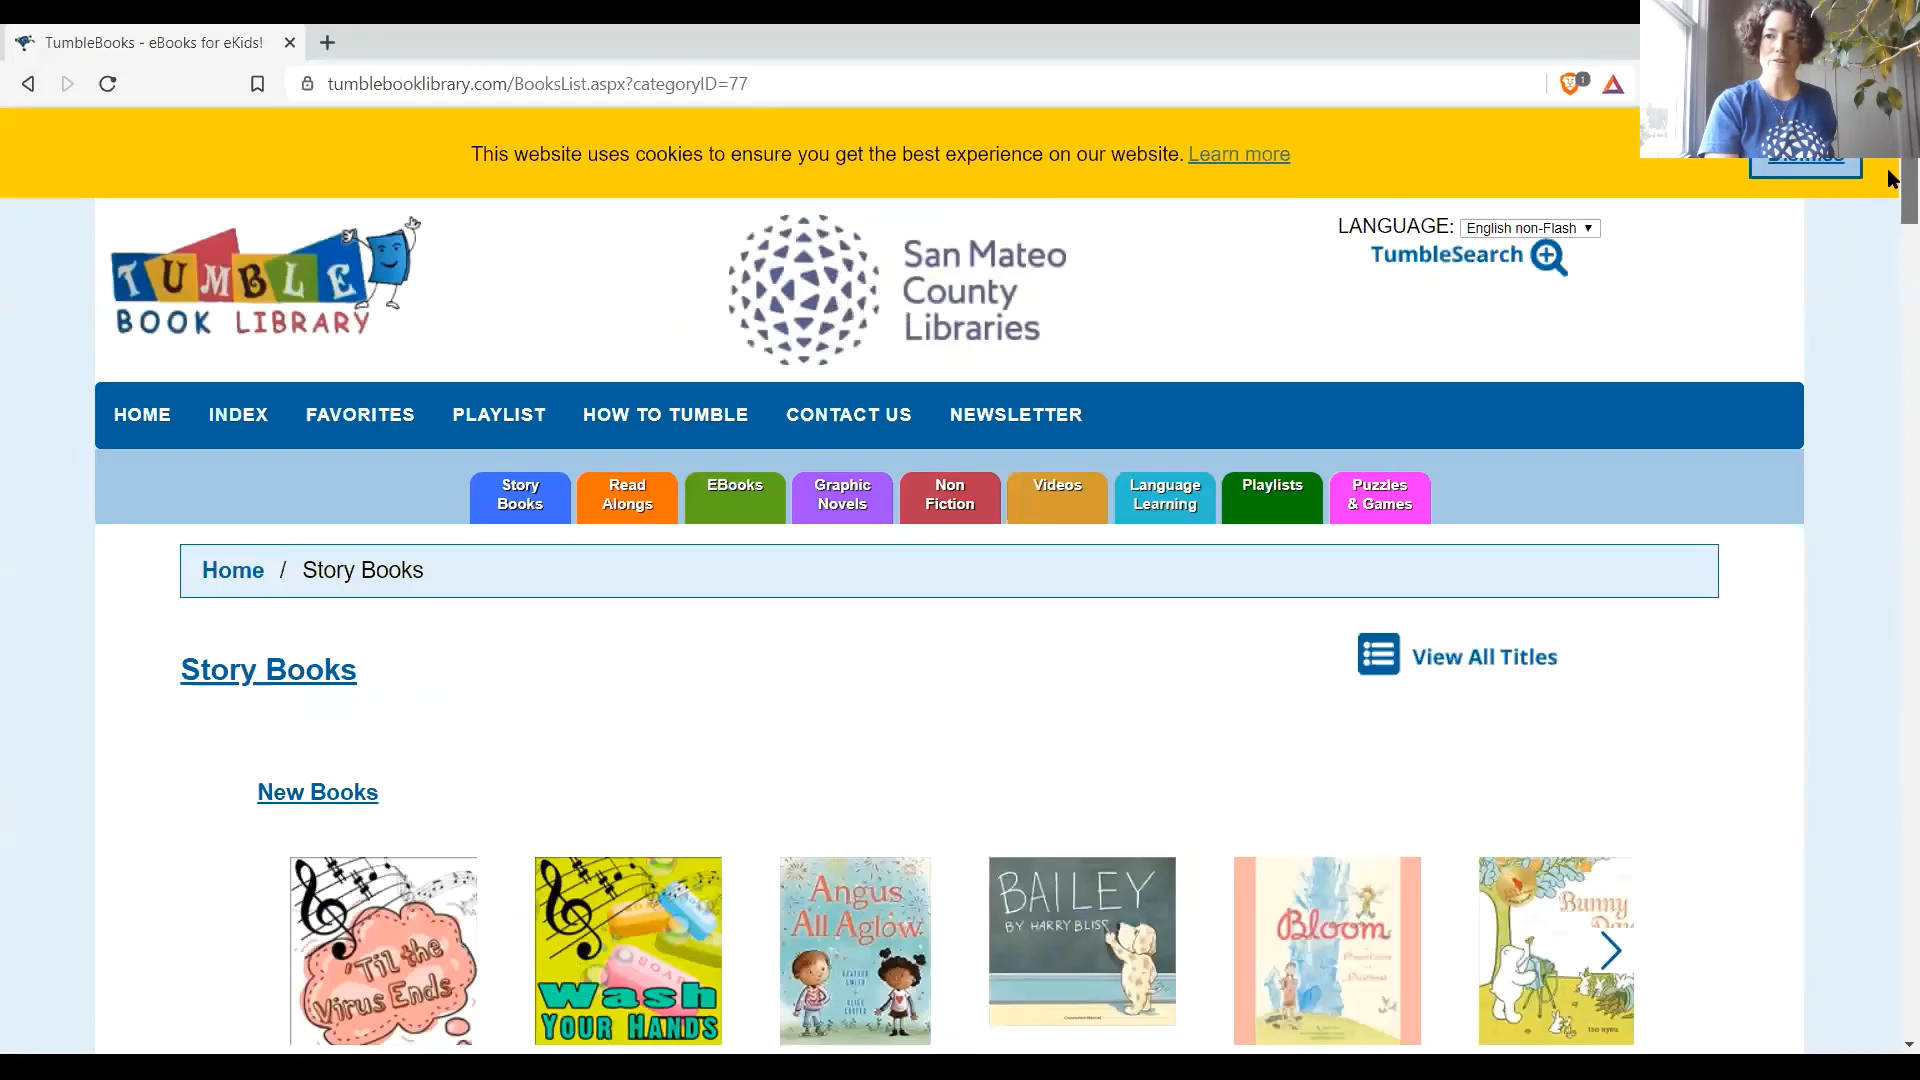 TumbleBooks - eBooks for eKids!
tumblebooklibrary.com/BooksList.aspx?categoryID=77
1
This website uses cookies to ensure you get the best experience on our website. Learn more
TUMBLE
BOOK LIBRARY
San Mateo
County
Libraries
LANGUAGE: English non-Flash
TumbleSearch
HOME INDEX FAVORITES PLAYLIST HOW TO TUMBLE CONTACT US NEWSLETTER
Story
Books
Read
Alongs
EBooks
Graphic
Novels
Non
Fiction
Videos
Language
Learning
Playlists
Puzzles
& Games
Home / Story Books
Story Books
View All Titles
New Books
'Til the
Virus Ends
Wash
YOUR HANDS
Angus
All Aglow
BAILEY
BY HARRY BLISS
Bloom
Bunny